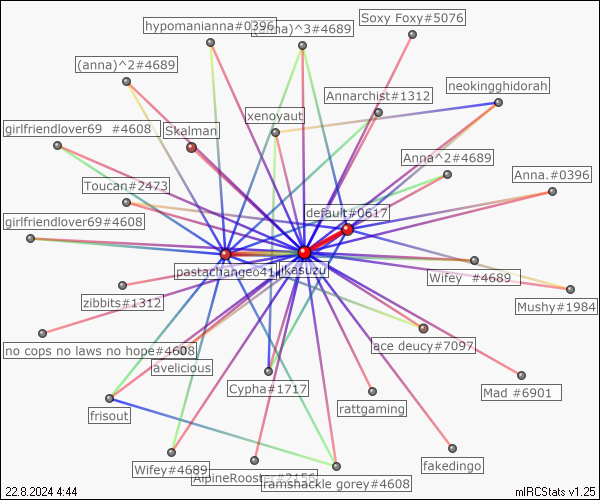 Soxy Foxy#5076
hypomanianna#0396
(anna)^3#4689
(anna)^2#4689
neokingghidorah
Annarchist#1312
xenoyaut
girlfriendlover69 #4608
Skalman
Anna^2#4689
Anna.#0396
Toucan#2473
default#0617
girlfriendlover69#4608
pastachangeo41
ikasuzu
Wifey #4689
zibbits#1312
Mushy#1984
ace deucy#7097
no cops no laws no hope#4608
avelicious
Cypha#1717
Mad #6901
rattgaming
frisout
Wifey#4689
fakedingo
AlpineRooster#2156
ramshackle gorey#4608
22.8.2024 4:44
mIRCStats v1.25